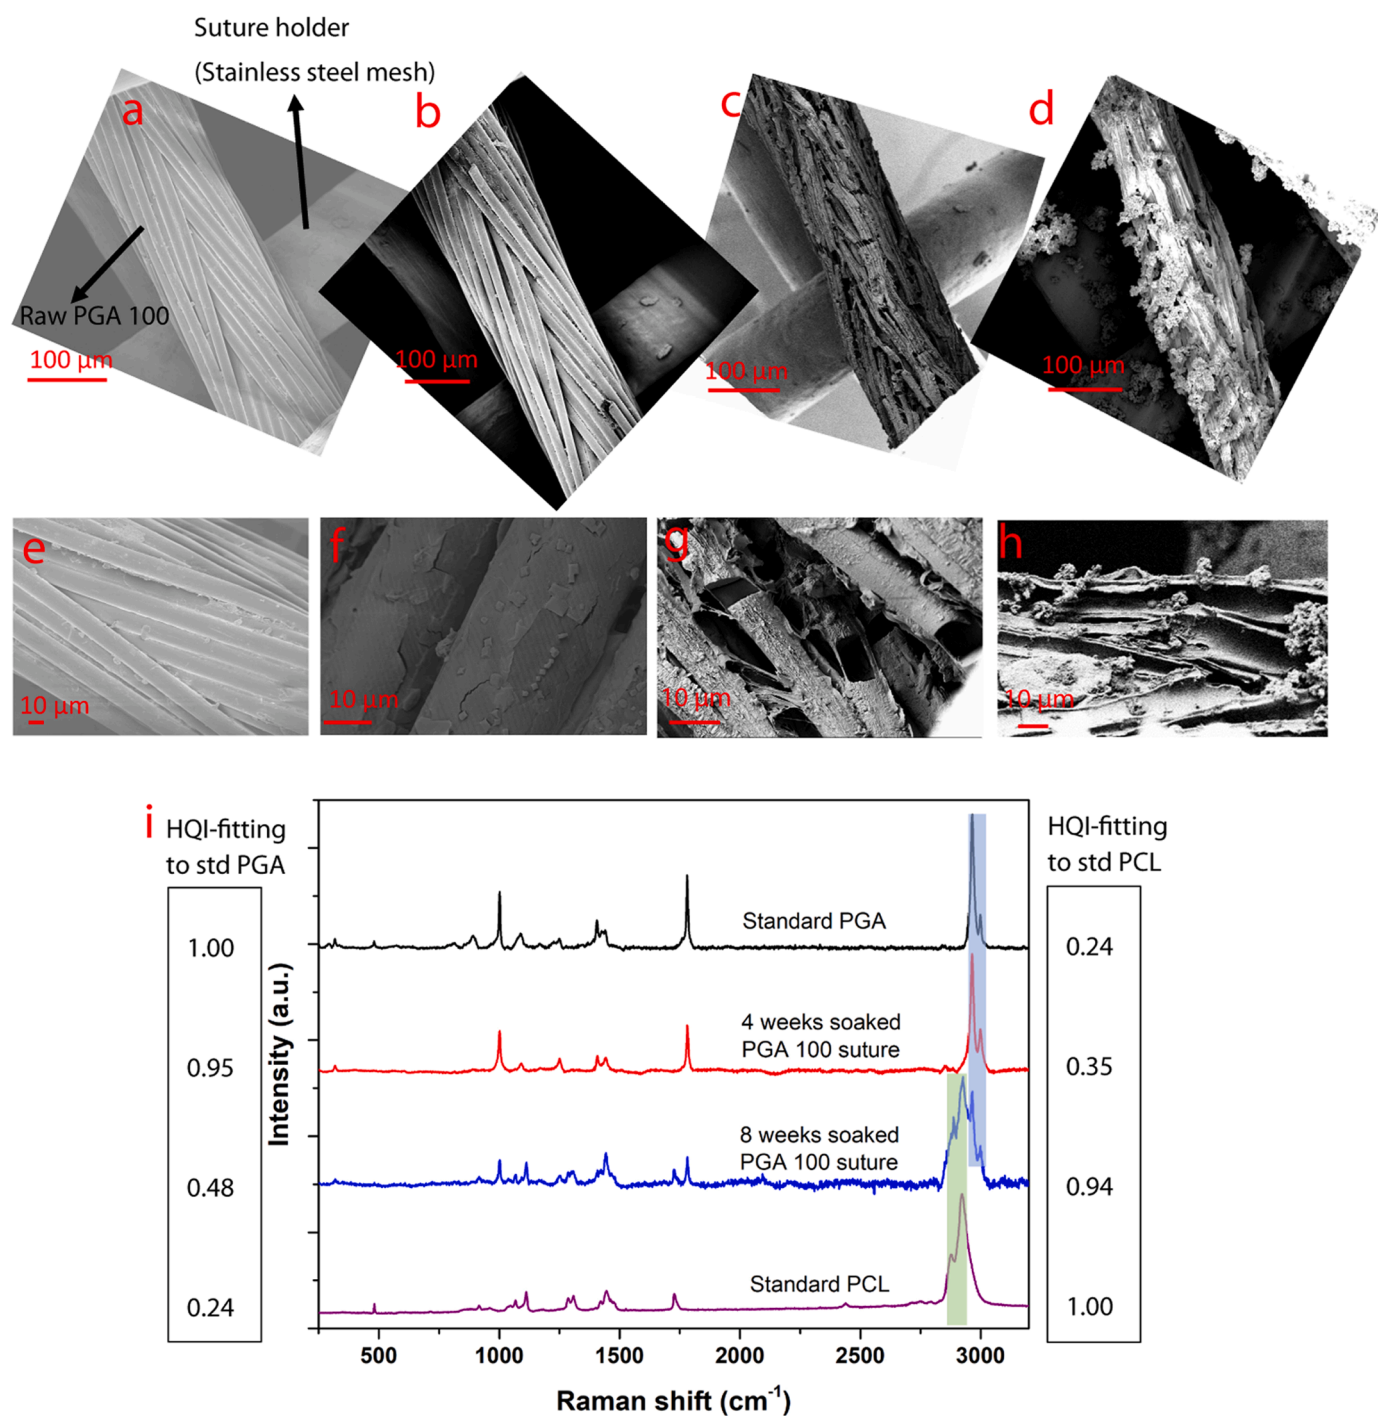 Suture holder
(Stainless steel mesh)
a
b
c
d
Raw PGA 100
100 µm
100 µm
100 µm
100 µm
e
f
g
h
10 µm
10 µm
10 µm
10 µm
i
HQI-fitting
to std PGA
HQI-fitting
to std PCL
1.00
0.95
0.48
0.24
Intensity (a.u.)
Standard PGA
4 weeks soaked
PGA 100 suture
8 weeks soaked
PGA 100 suture
Standard PCL
0.24
0.35
0.94
1.00
500 1000 1500 2000 2500 3000
Raman shift (cm⁻¹)